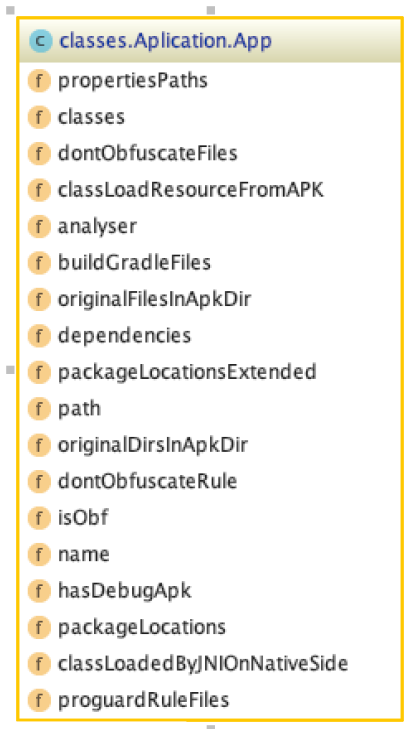 C classes.Aplication.App
f propertiesPaths
f classes
f dontObfuscateFiles
f classLoadResourceFromAPK
f analyser
f buildGradleFiles
f originalFilesInApkDir
f dependencies
f packageLocationsExtended
f path
f originalDirsInApkDir
f dontObfuscateRule
f isObf
f name
f hasDebugApk
f packageLocations
f classLoadedByJNIOnNativeSide
f proguardRuleFiles